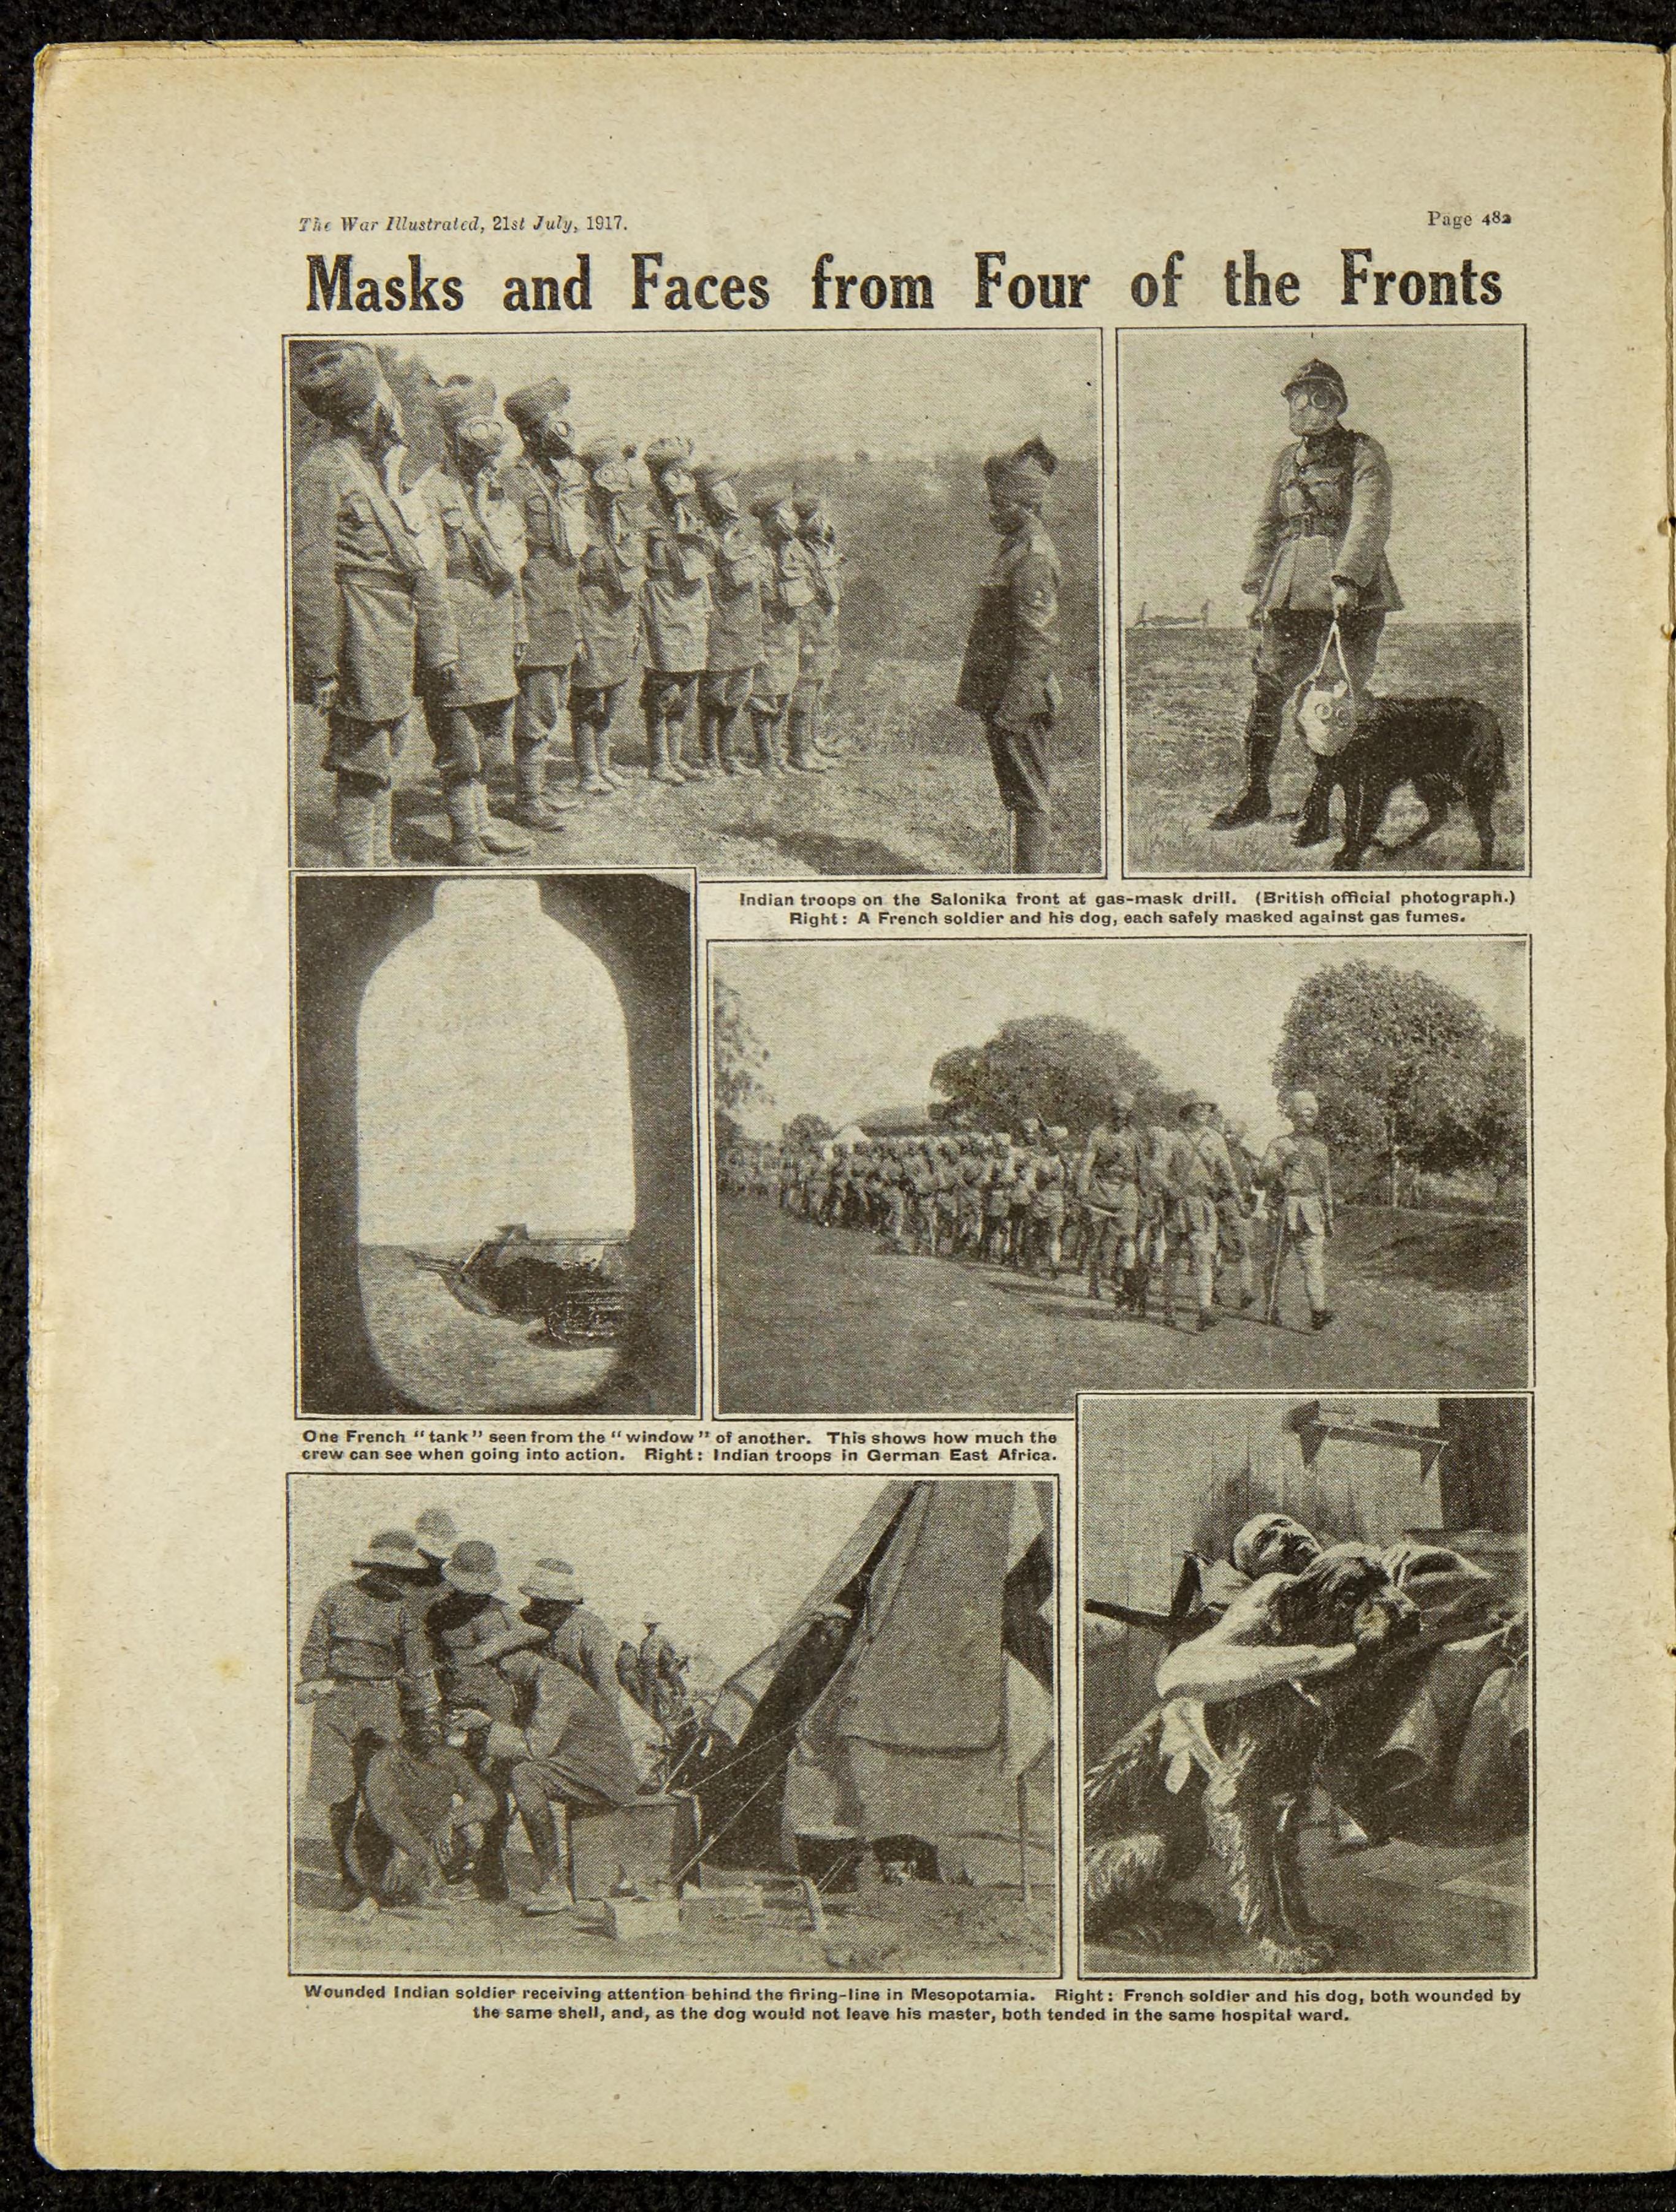 The War Illustrated, 21st July, 1917.
Page 482
Masks and Faces from Four of the Fronts
Indian troops on the Salonika front at gas-mask drill. (British official photograph.)
Right: A French soldier and his dog, each safely masked against gas fumes.
One French “tank” seen from the “window” of another. This shows how much the
crew can see when going into action. Right: Indian troops in German East Africa.
Wounded Indian soldier receiving attention behind the firing-line in Mesopotamia. Right: French soldier and his dog, both wounded by
the same shell, and, as the dog would not leave his master, both tended in the same hospital ward.